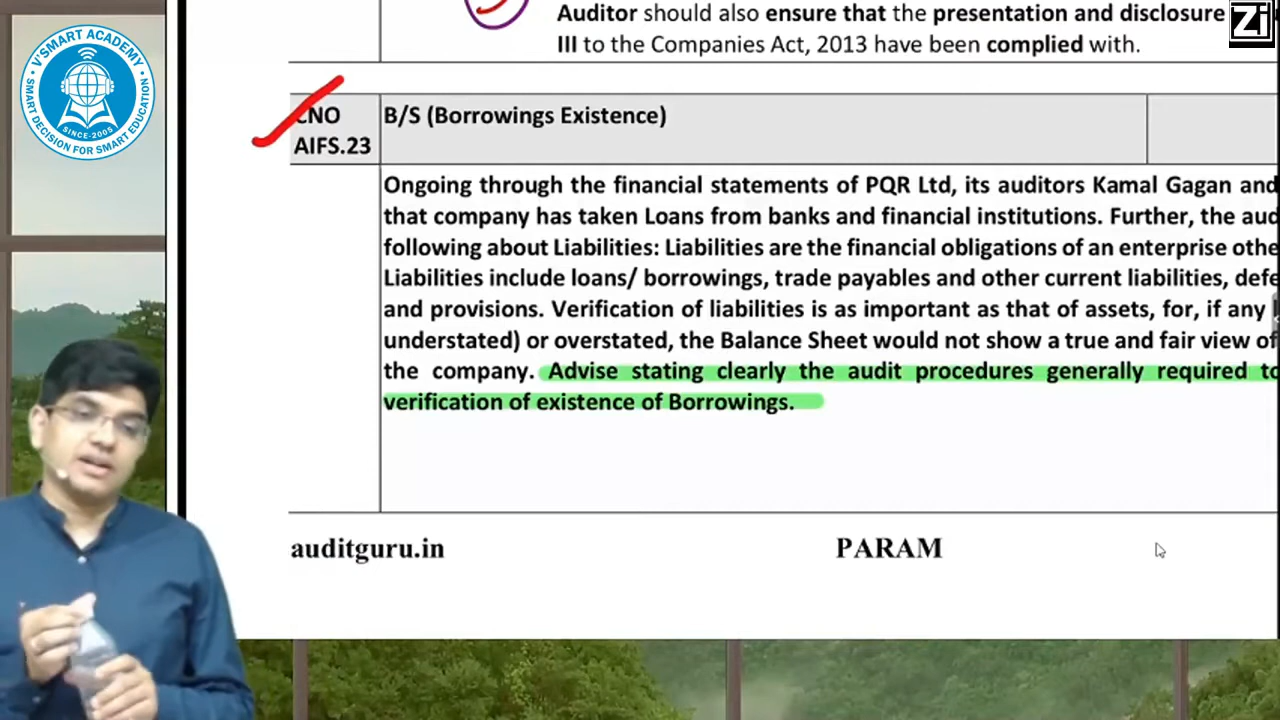 V'SMART ACADEMY
SINCE-2005
SMART DECISION FOR SMART EDUCATION
Zi
Auditor should also ensure that the presentation and disclosure
III to the Companies Act, 2013 have been complied with.
CNO
AIFS.23
B/S (Borrowings Existence)
Ongoing through the financial statements of PQR Ltd, its auditors Kamal Gagan and
that company has taken Loans from banks and financial institutions. Further, the aud
following about Liabilities: Liabilities are the financial obligations of an enterprise othe
Liabilities include loans/ borrowings, trade payables and other current liabilities, defe
and provisions. Verification of liabilities is as important as that of assets, for, if any
understated) or overstated, the Balance Sheet would not show a true and fair view of
the company. Advise stating clearly the audit procedures generally required to
verification of existence of Borrowings.
auditguru.in
PARAM